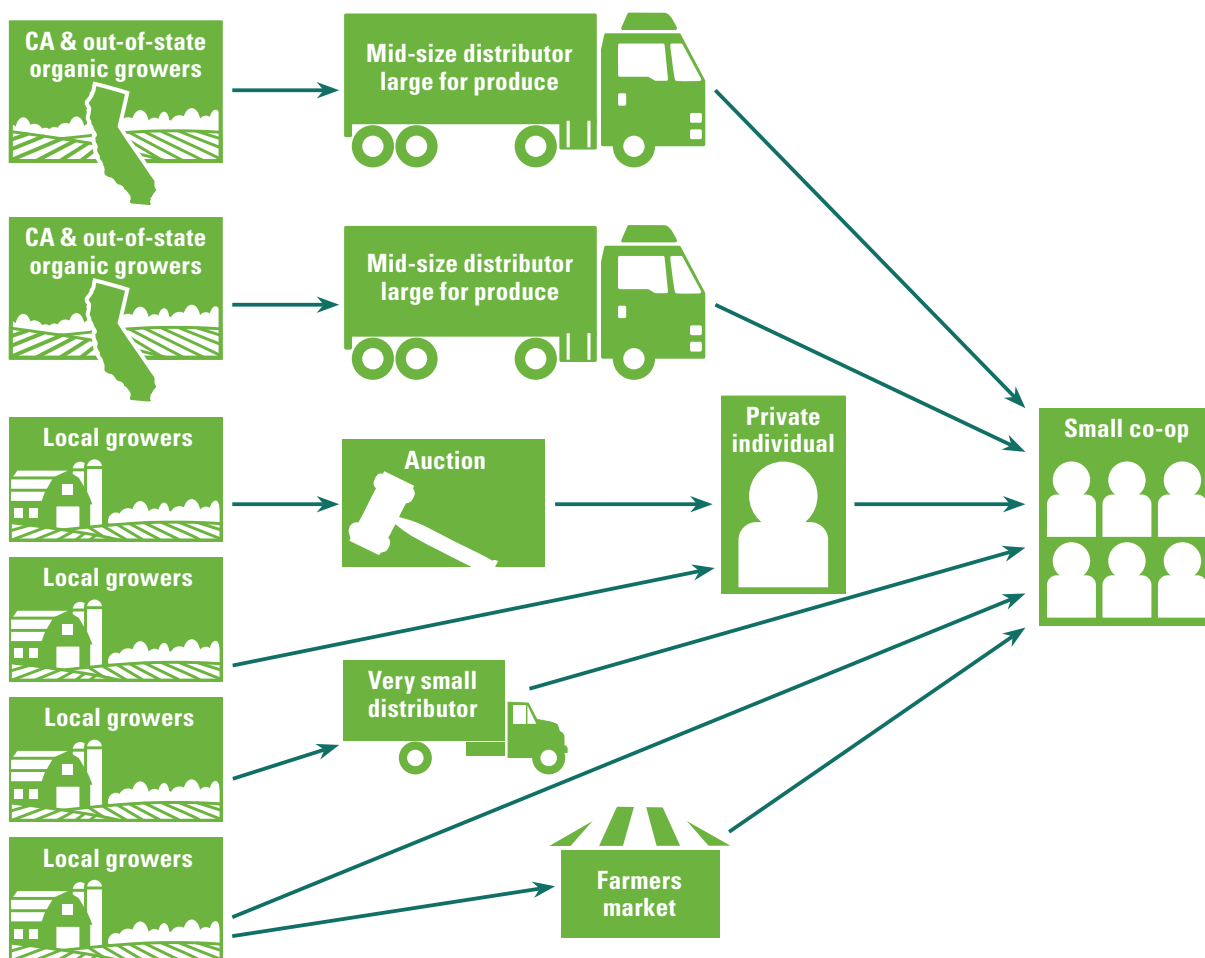 CA & out-of-state
organic growers
Mid-size distributor
large for produce
CA & out-of-state
organic growers
Mid-size distributor
large for produce
Local growers
Auction
Private
individual
Small co-op
Local growers
Very small
distributor
Local growers
Local growers
Farmers
market